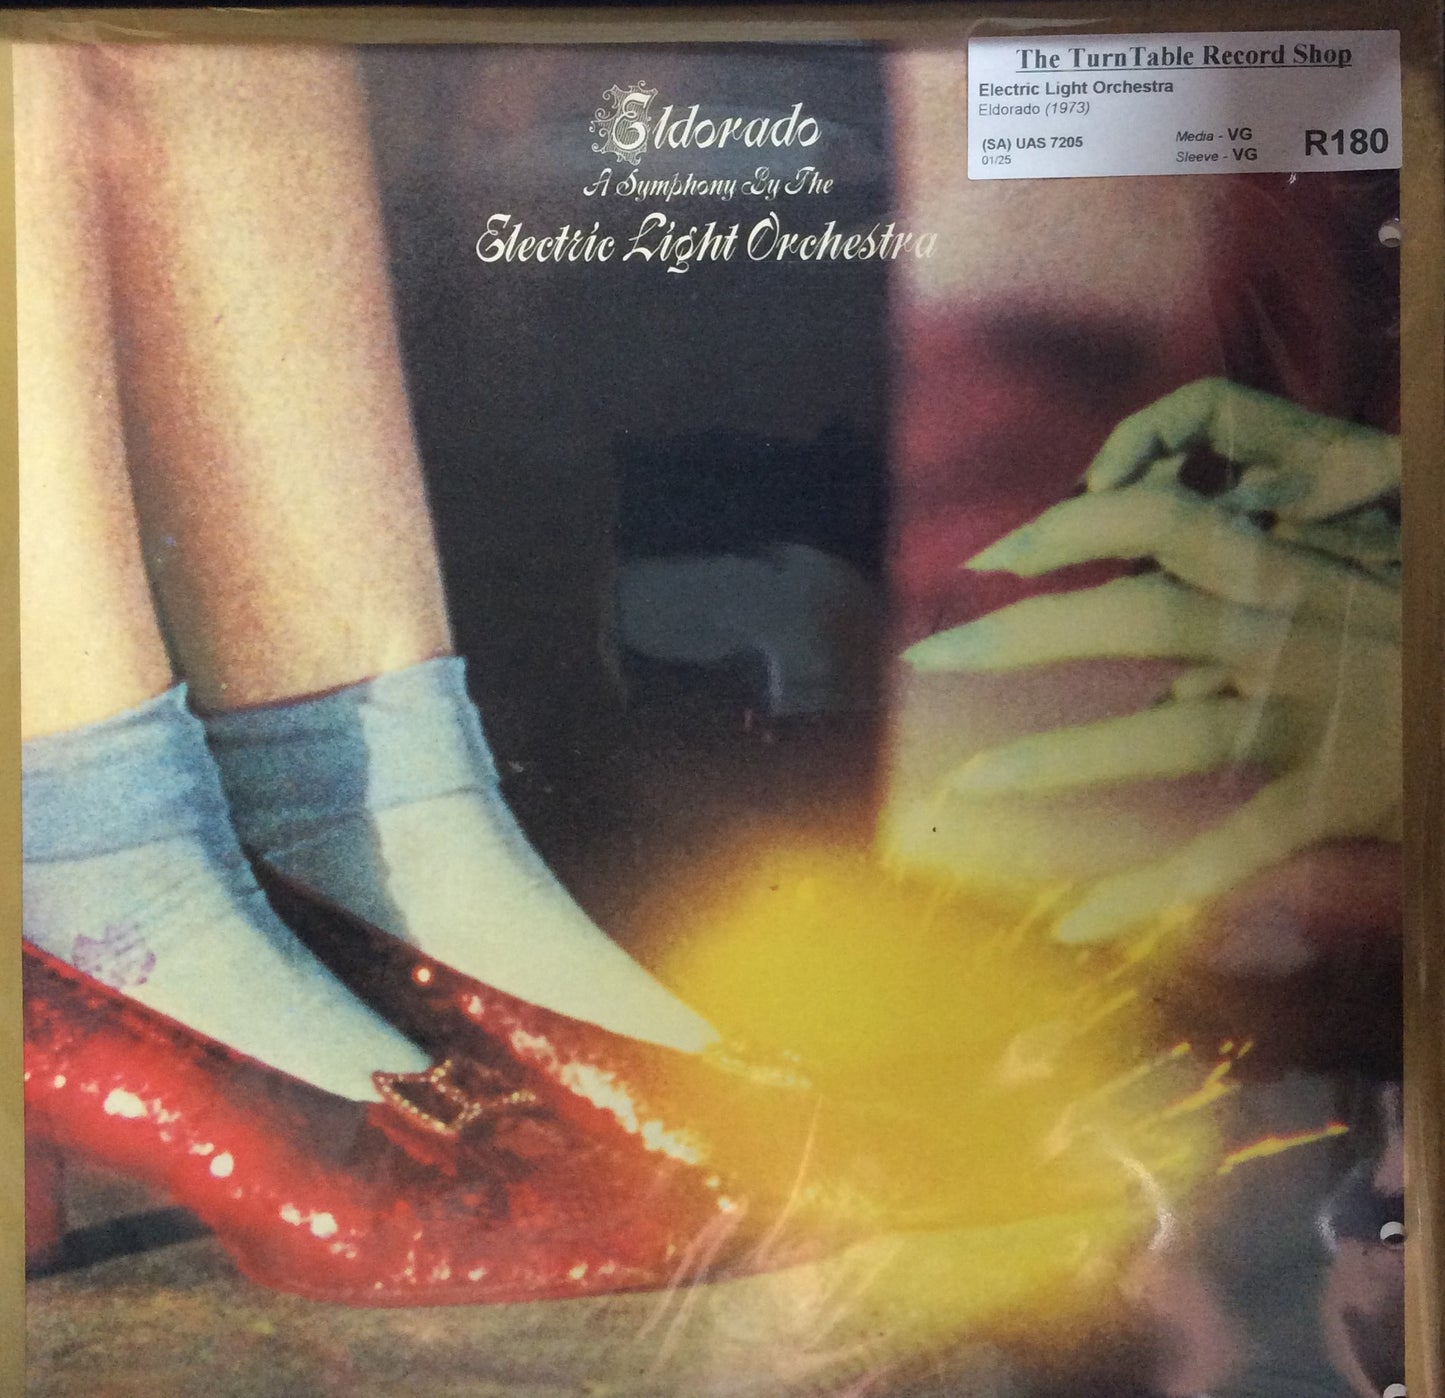 The TurnTable Record Shop
Electric Light Orchestra
Eldorado (1973)
(SA) UAS 7205
01/25
Media - VG
Sleeve - VG
R180
Eldorado
A Symphony By The
Electric Light Orchestra